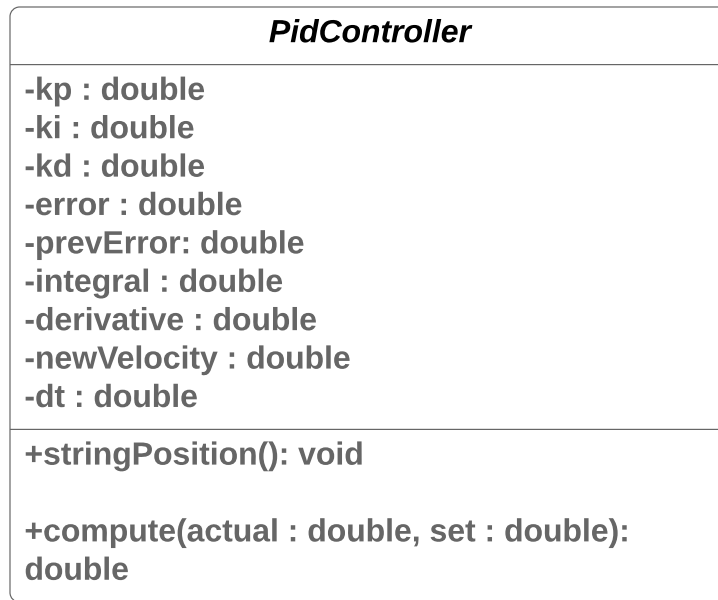 PidController
-kp : double
-ki : double
-kd : double
-error : double
-prevError: double
-integral : double
-derivative : double
-newVelocity : double
-dt : double
+stringPosition(): void
+compute(actual : double, set : double):
double